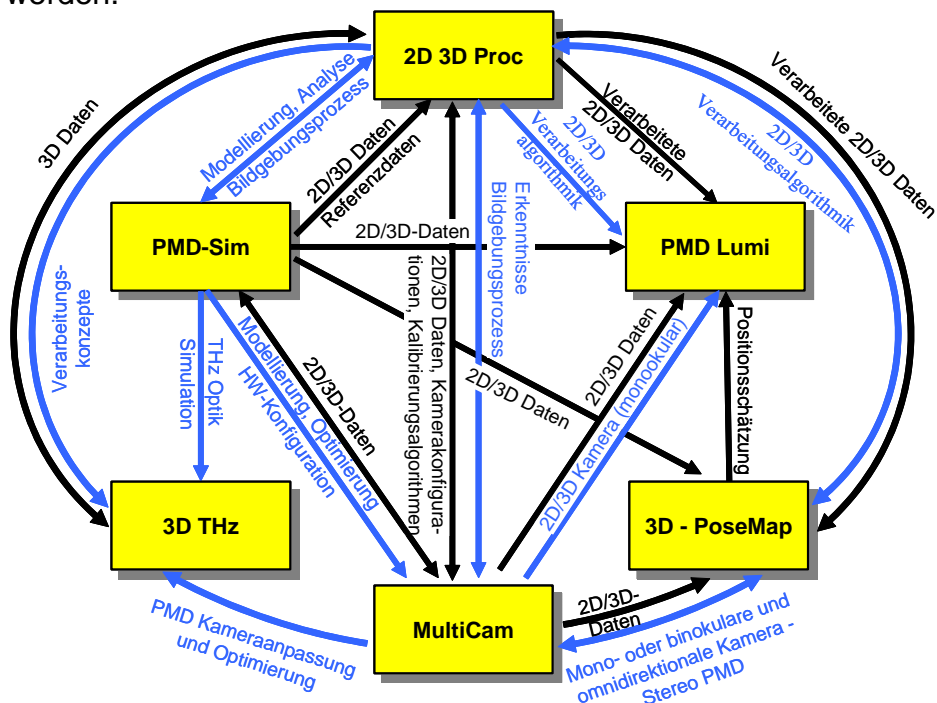 werden.
2D 3D Proc
3D Daten
Modellierung, Analyse
Bildgebungsprozess
2D/3D Daten
Referenzdaten
2D/3D
Verarbeitungs
algorithmik
Verarbeitete
2D/3D Daten
2D/3D
Verarbeitungsalgorithmik
Verarbeitete 2D/3D Daten
PMD-Sim
2D/3D-Daten
Erkenntnisse
Bildgebungsprozess
PMD Lumi
Verarbeitungs-
konzepte
THz Optik
Simulation
2D/3D-Daten
Modellierung, Optimierung
HW-Konfiguration
2D/3D Daten, Kamerakonfigura-
tionen, Kalibrierungsalgorithmen
2D/3D Daten
2D/3D Daten
2D/3D Kamera (monookular)
Positionsschätzung
3D THz
3D - PoseMap
PMD Kameraanpassung
und Optimierung
MultiCam
2D/3D-
Daten
Mono- oder binokulare und
omnidirektionale Kamera -
Stereo PMD